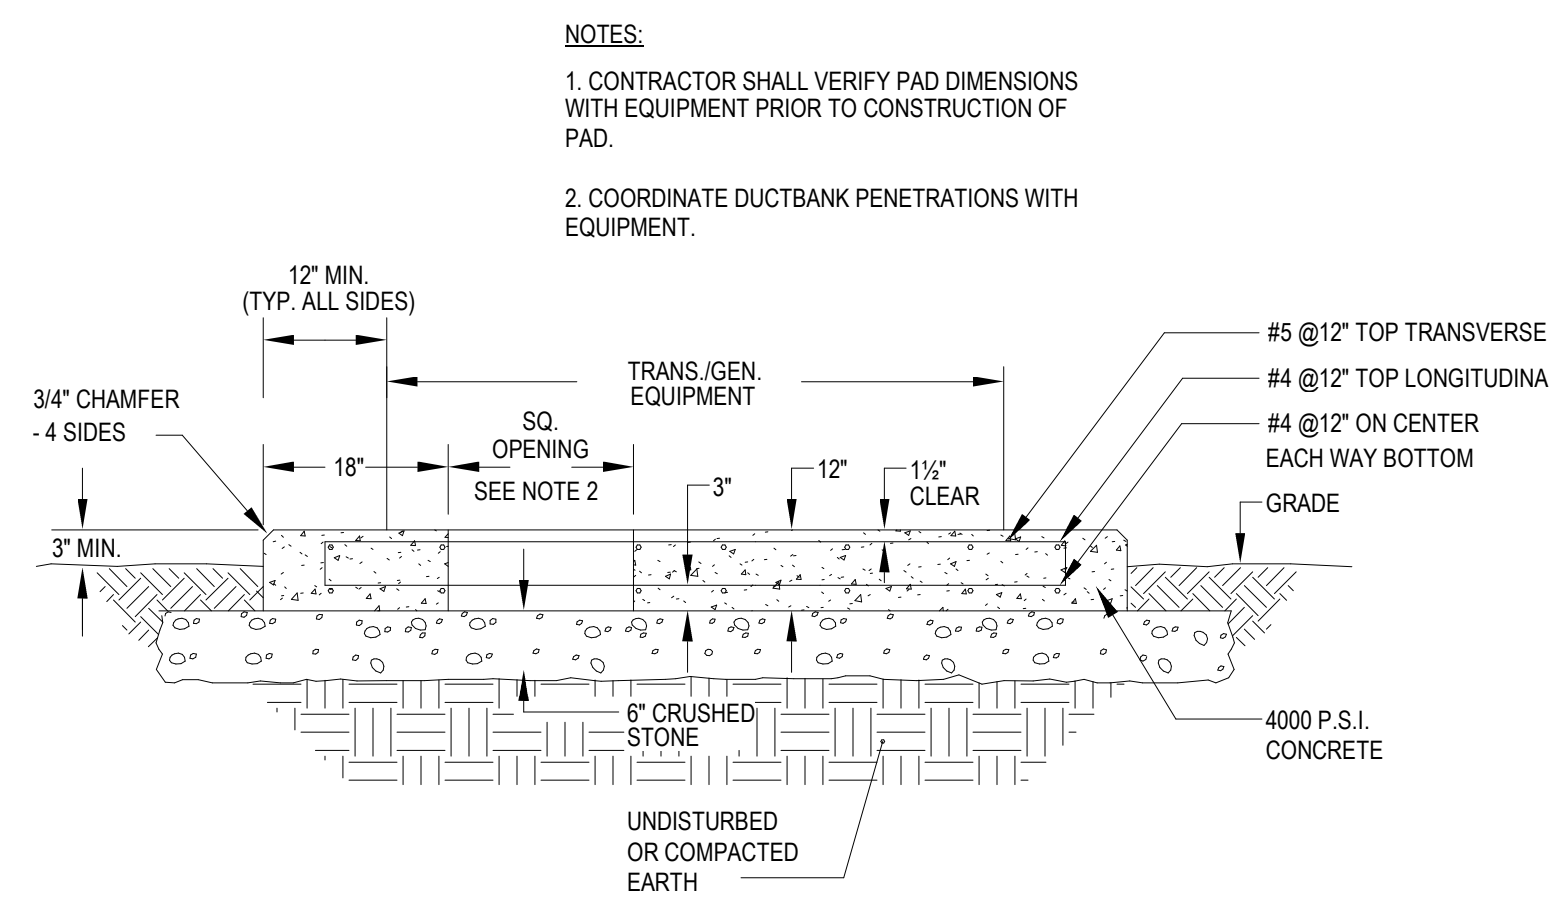 NOTES:
1. CONTRACTOR SHALL VERIFY PAD DIMENSIONS
WITH EQUIPMENT PRIOR TO CONSTRUCTION OF
PAD.
2. COORDINATE DUCTBANK PENETRATIONS WITH
EQUIPMENT.
12" MIN.
(TYP. ALL SIDES)
TRANS./GEN.
EQUIPMENT
3/4" CHAMFER
- 4 SIDES
SQ.
OPENING
SEE NOTE 2
18"
3"
12"
1½"
CLEAR
3" MIN.
#5 @12" TOP TRANSVERSE
#4 @12" TOP LONGITUDINA
#4 @12" ON CENTER
EACH WAY BOTTOM
GRADE
6" CRUSHED
STONE
4000 P.S.I.
CONCRETE
UNDISTURBED
OR COMPACTED
EARTH